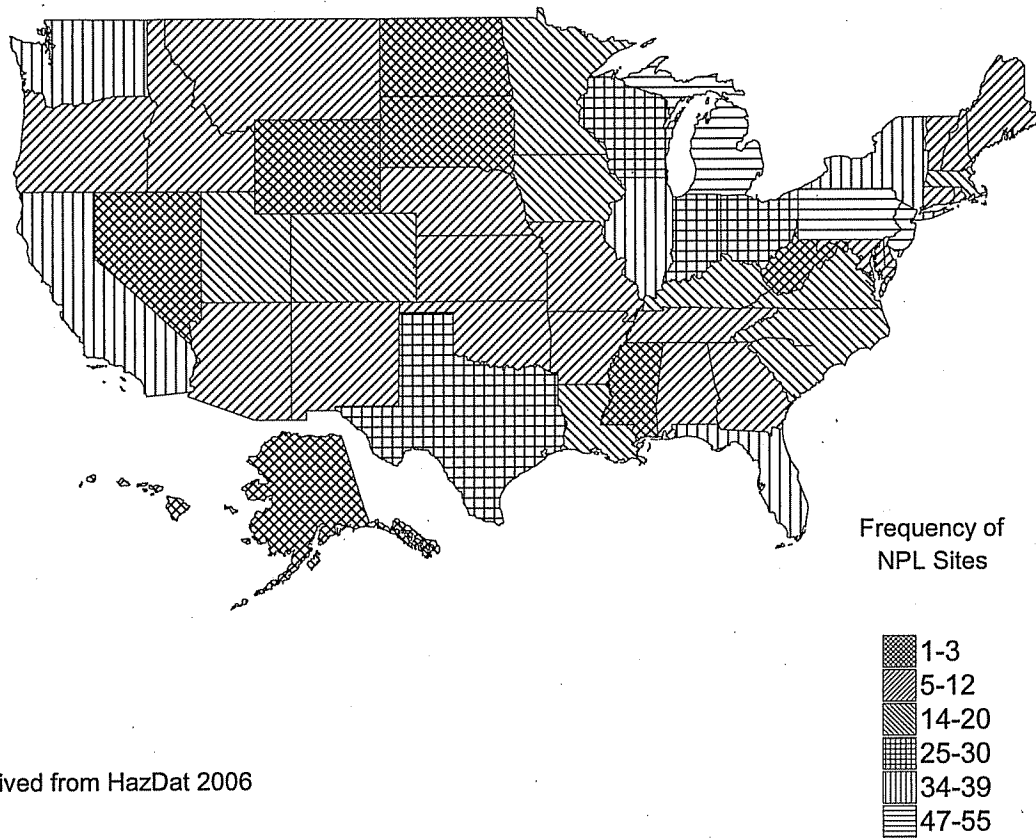 Frequency of
NPL Sites
1-3
5-12
14-20
25-30
34-39
47-55
ived from HazDat 2006